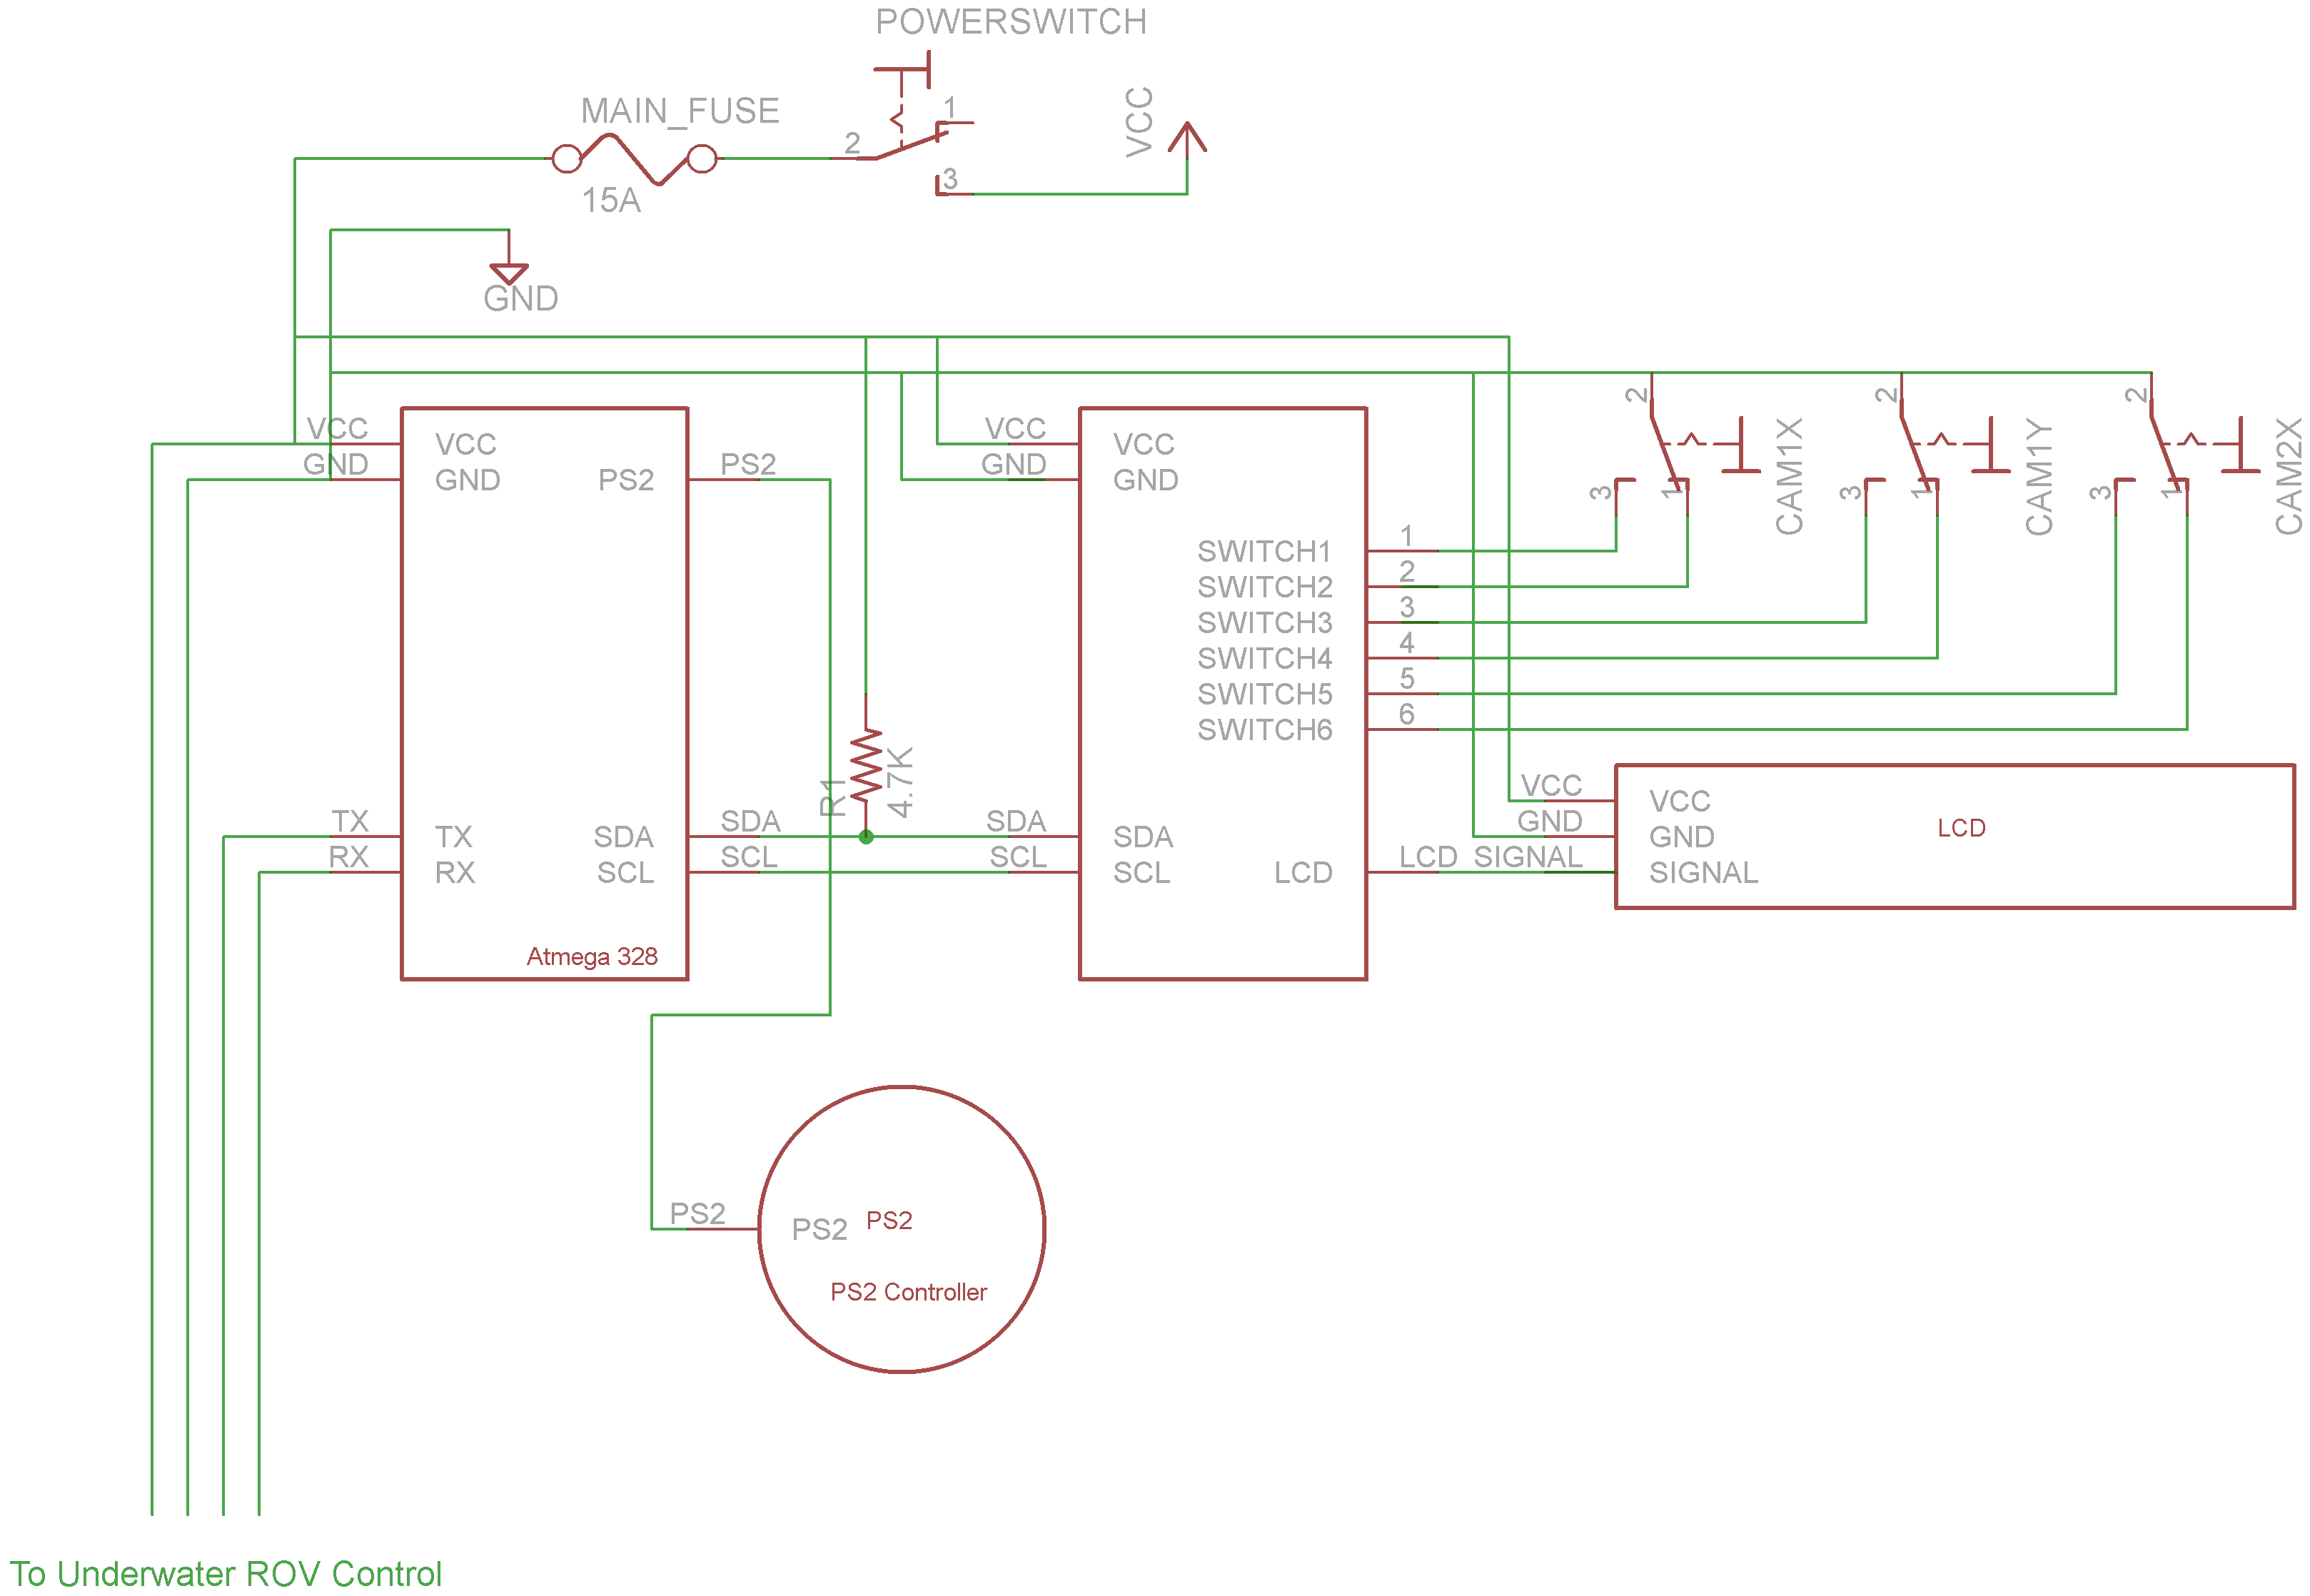 POWERSWITCH
MAIN_FUSE
15A
1
2
3
VCC
GND
VCC
GND
VCC
GND
PS2
PS2
TX
RX
TX
RX
SDA
SCL
SDA
SCL
Atmega 328
R1
4.7K
VCC
GND
VCC
GND
SDA
SCL
SDA
SCL
SWITCH1
SWITCH2
SWITCH3
SWITCH4
SWITCH5
SWITCH6
LCD
1
2
3
4
5
6
LCD SIGNAL
2
3
1
CAM1X
2
3
1
CAM1Y
2
3
1
CAM2X
VCC
GND
VCC
GND
SIGNAL
LCD
PS2
PS2
PS2
PS2 Controller
To Underwater ROV Control